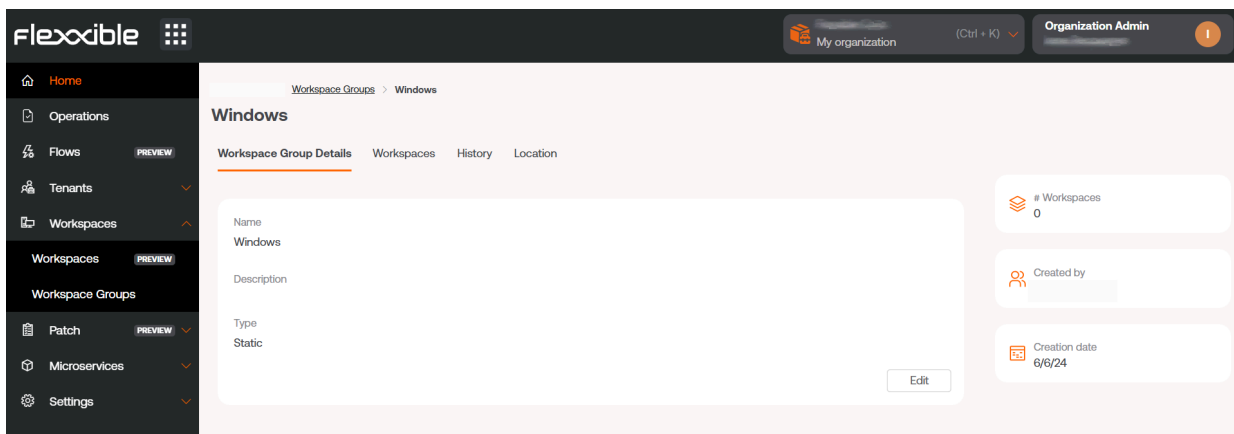 Flexxible
My organization
(Ctrl + K)
Organization Admin
I
Home
Operations
Flows PREVIEW
Tenants
Workspaces
Workspaces PREVIEW
Workspace Groups
Patch PREVIEW
Microservices
Settings
Workspace Groups > Windows
Windows
Workspace Group Details Workspaces History Location
Name
Windows
Description
Type
Static
Edit
# Workspaces
0
Created by
Creation date
6/6/24